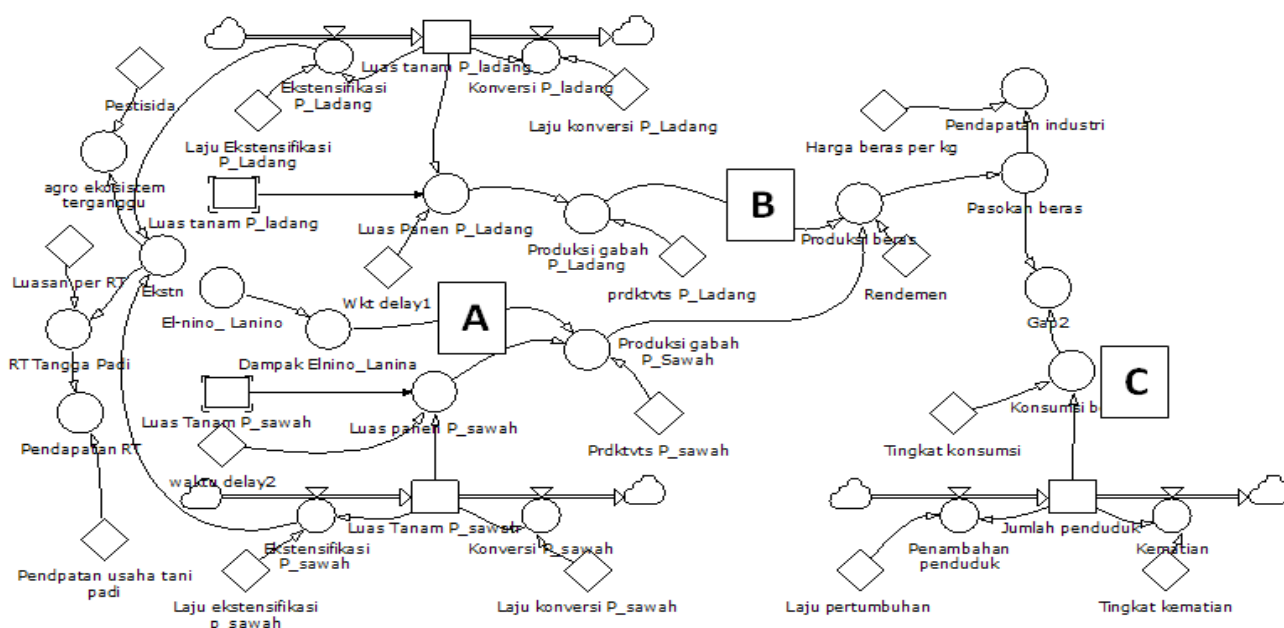 Luas tanam P_ladang
Ekstensifikasi
P_Ladang
Konversi P_ladang
Pestisida
Laju Ekstensifikasi
P_Ladang
Laju konversi P_Ladang
Harga beras per kg
Pendapatan industri
agro ekosistem
terganggu
Luas tanam P_ladang
Luas Panen P_Ladang
B
Produksi beras
Pasokan beras
Produksi gabah
P_Ladang
Luasan per RT
Ekstn
El-nino_ Lanino
Wkt delay1
prdktvts P_Ladang
Rendemen
A
Gap2
RT Tangga Padi
Dampak Elnino_Lanina
Produksi gabah
P_Sawah
C
Konsumsi
Luas Tanam P_sawah
Luas panen P_sawah
Pendapatan RT
Prdktvts P_sawah
Tingkat konsumsi
waktu delay2
Luas Tanam P_sawah
Jumlah penduduk
Ekstensifikasi
P_sawah
Konversi P_sawah
Penambahan
penduduk
Kematian
Pendpatan usaha tani
padi
Laju ekstensifikasi
p_sawah
Laju konversi P_sawah
Laju pertumbuhan
Tingkat kematian